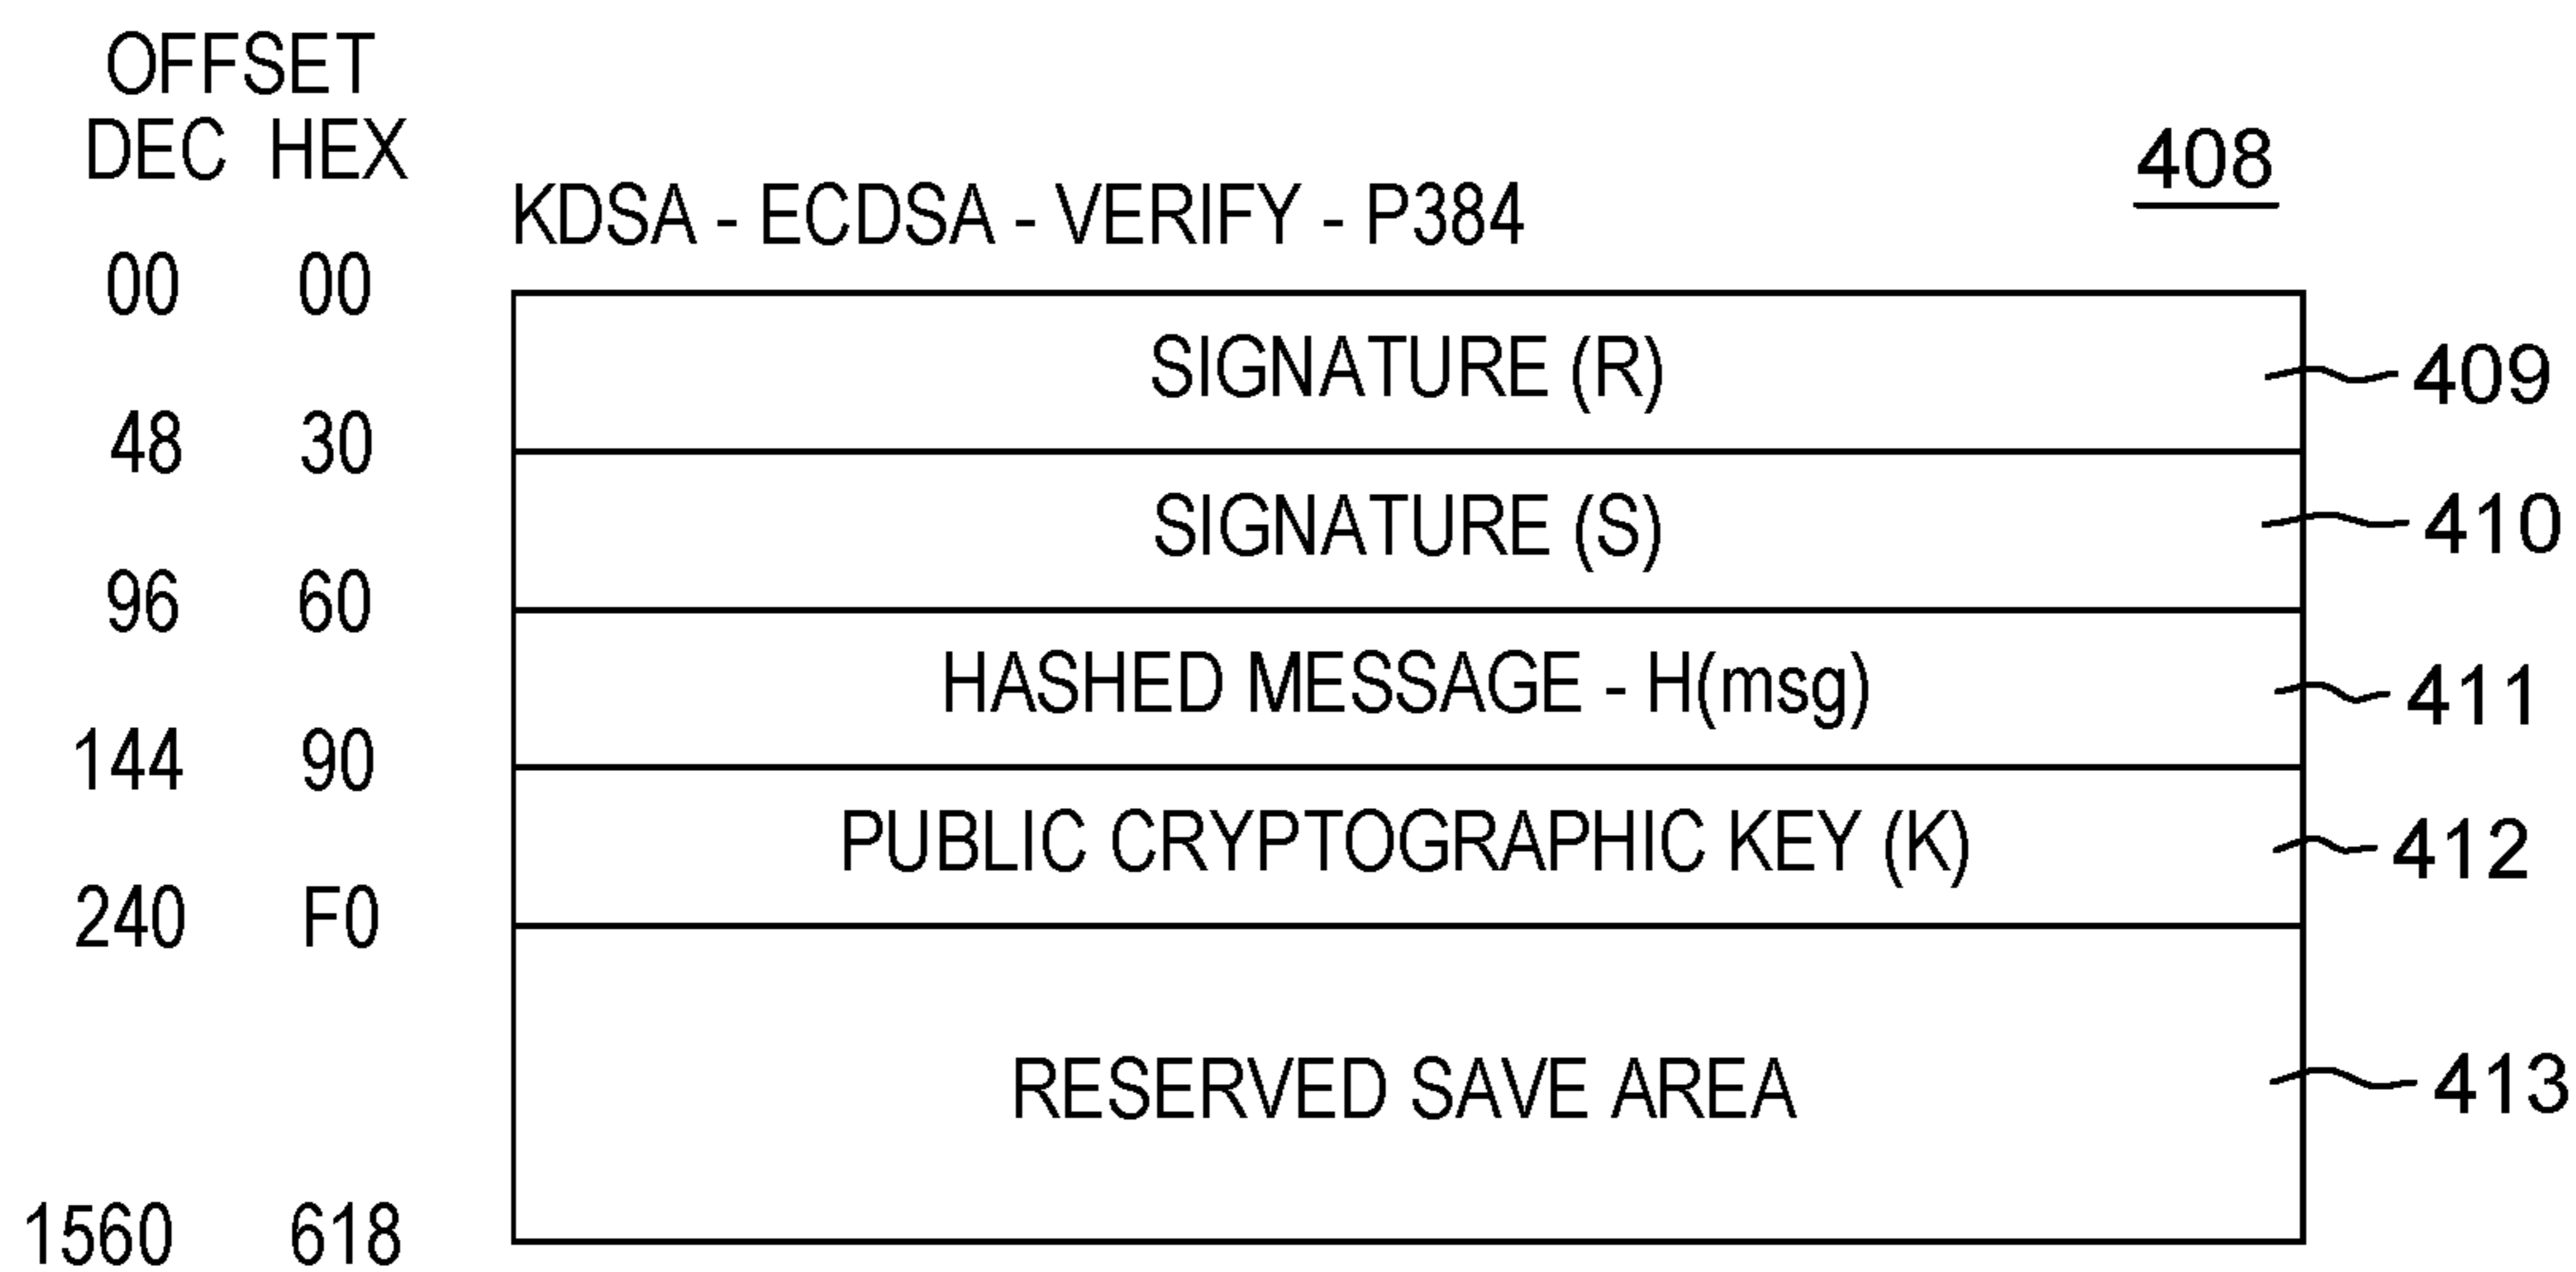 OFFSET
DEC HEX
408
KDSA - ECDSA - VERIFY - P384
00 00
SIGNATURE (R)
409
48 30
SIGNATURE (S)
410
96 60
HASHED MESSAGE - H(msg)
411
144 90
PUBLIC CRYPTOGRAPHIC KEY (K)
412
240 F0
RESERVED SAVE AREA
413
1560 618